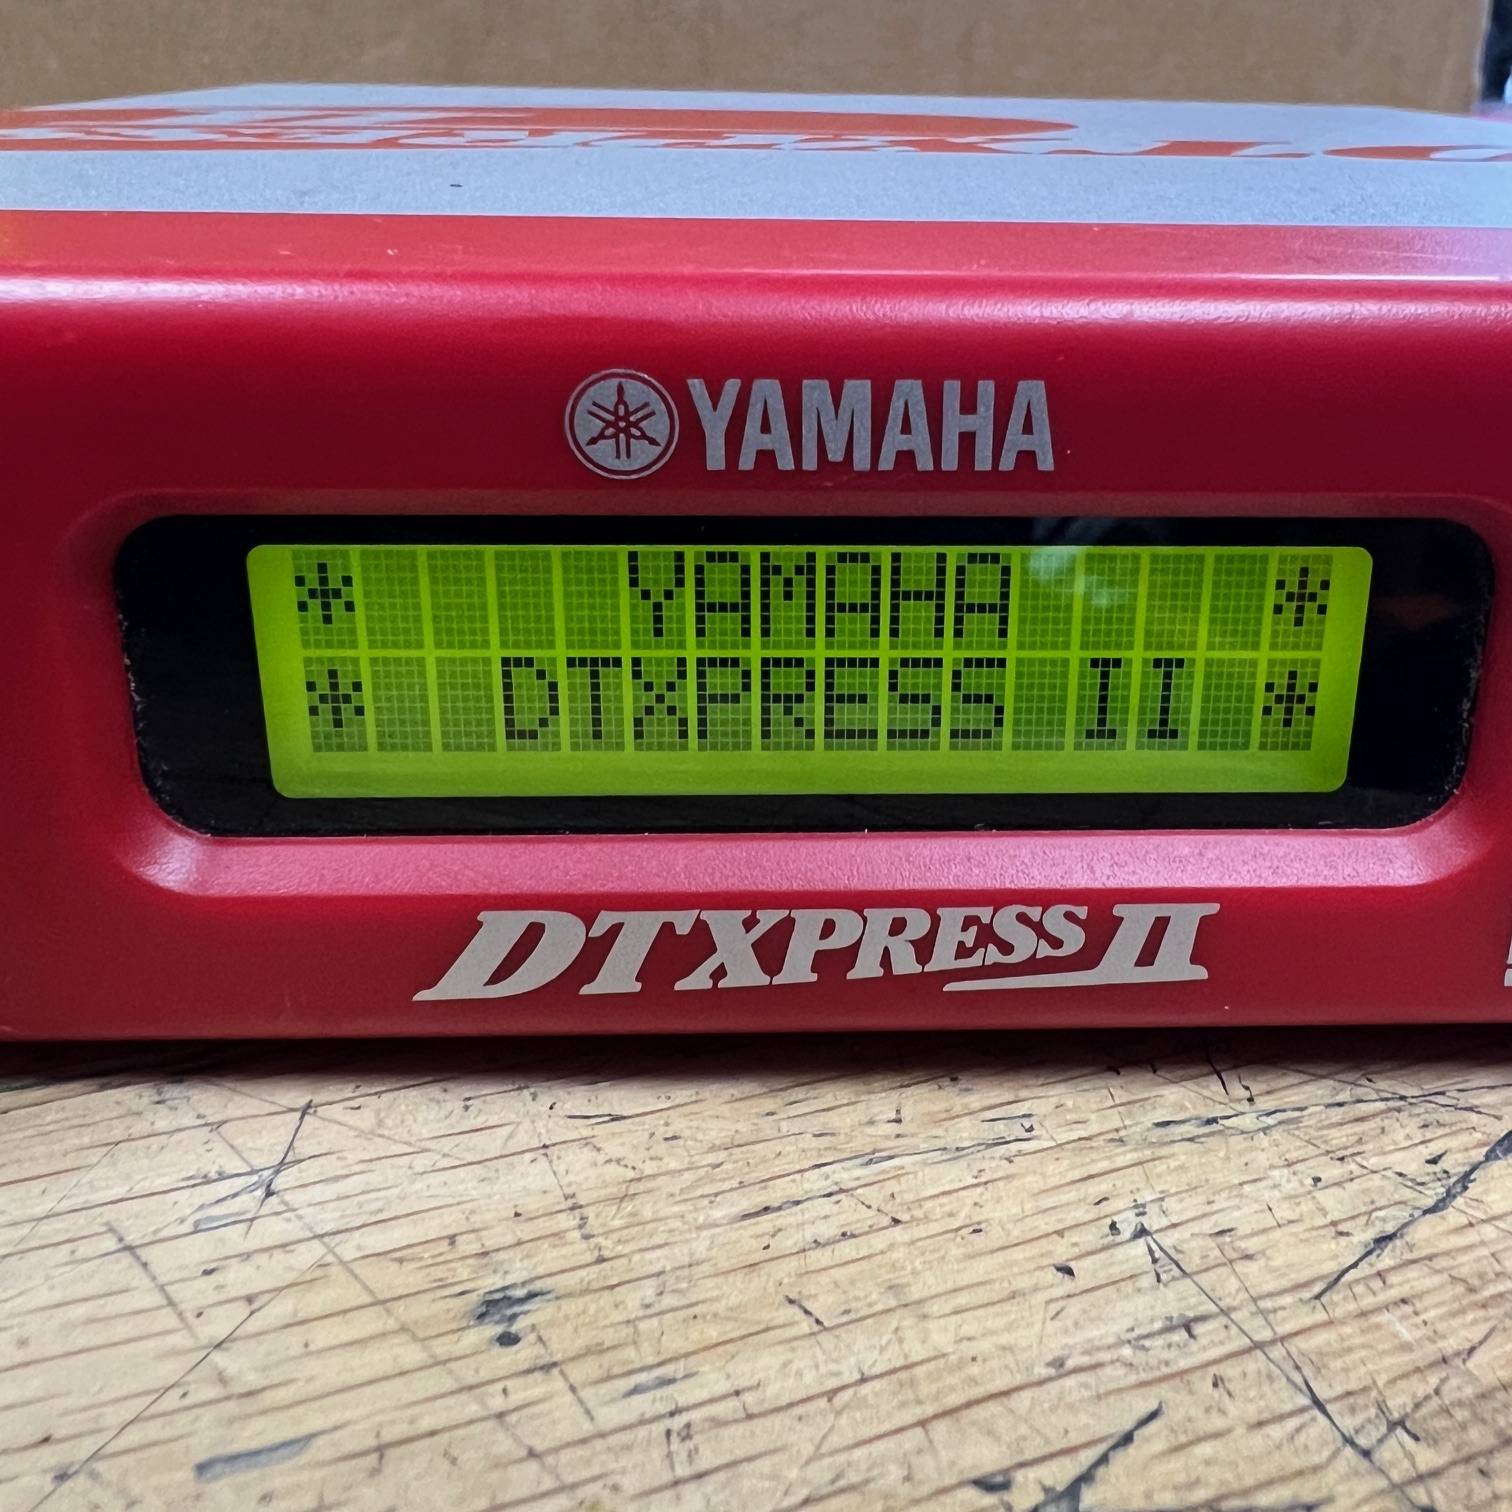 YAMAHA
* YAMAHA *
* DTXPRESS II *
DTXPRESS II